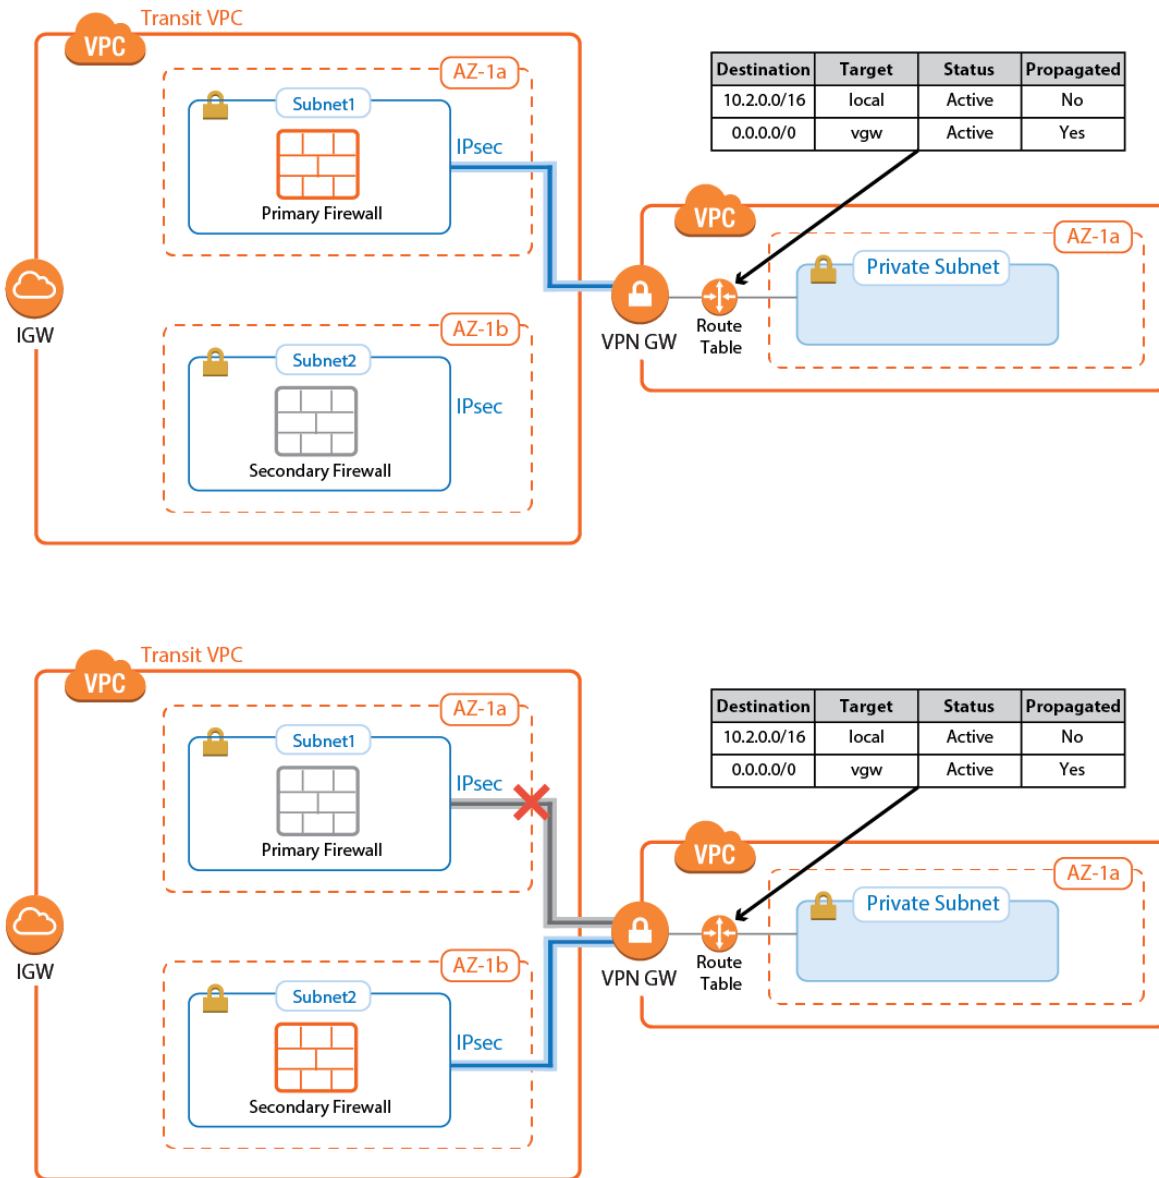 Transit VPC
VPC
AZ-1a
Subnet1
IPsec
Primary Firewall
IGW
AZ-1b
Subnet2
IPsec
Secondary Firewall
Destination Target Status Propagated
10.2.0.0/16 local Active No
0.0.0.0/0 vgw Active Yes
VPC
AZ-1a
Private Subnet
VPN GW
Route
Table
Transit VPC
VPC
AZ-1a
Subnet1
IPsec
Primary Firewall
IGW
AZ-1b
Subnet2
IPsec
Secondary Firewall
Destination Target Status Propagated
10.2.0.0/16 local Active No
0.0.0.0/0 vgw Active Yes
VPC
AZ-1a
Private Subnet
VPN GW
Route
Table